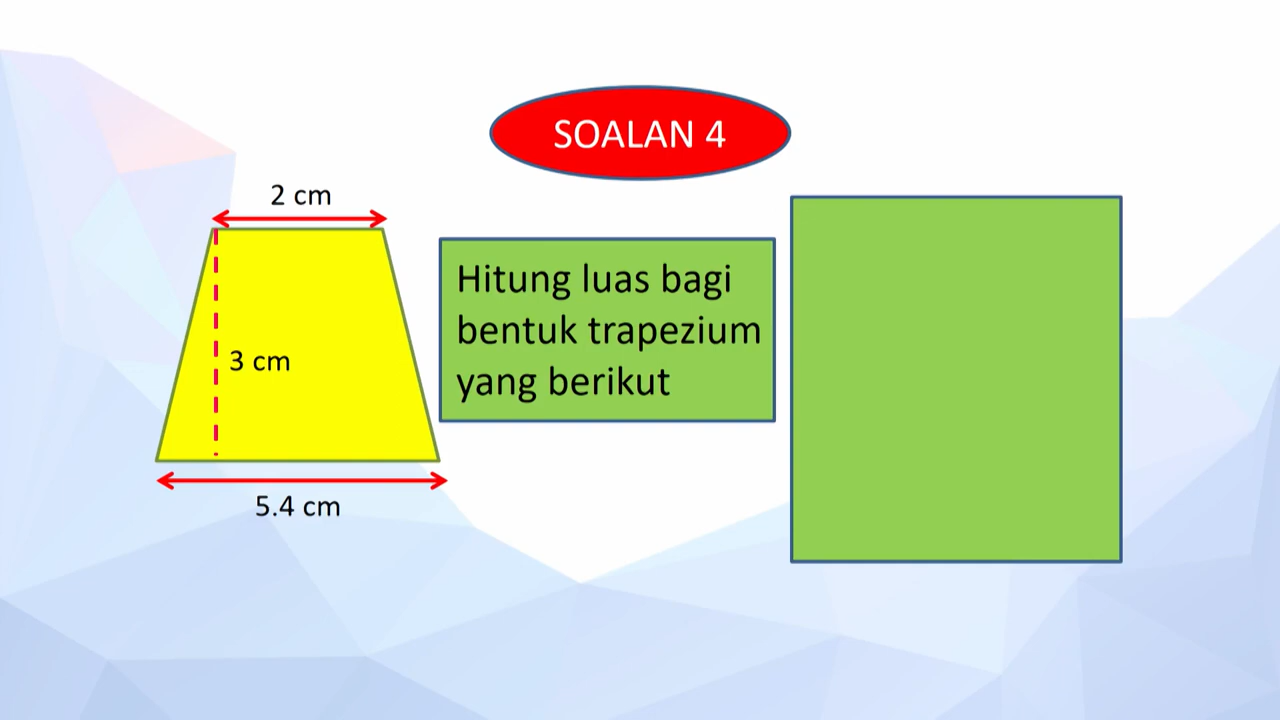 SOALAN 4
2 cm
3 cm
5.4 cm
Hitung luas bagi
bentuk trapezium
yang berikut